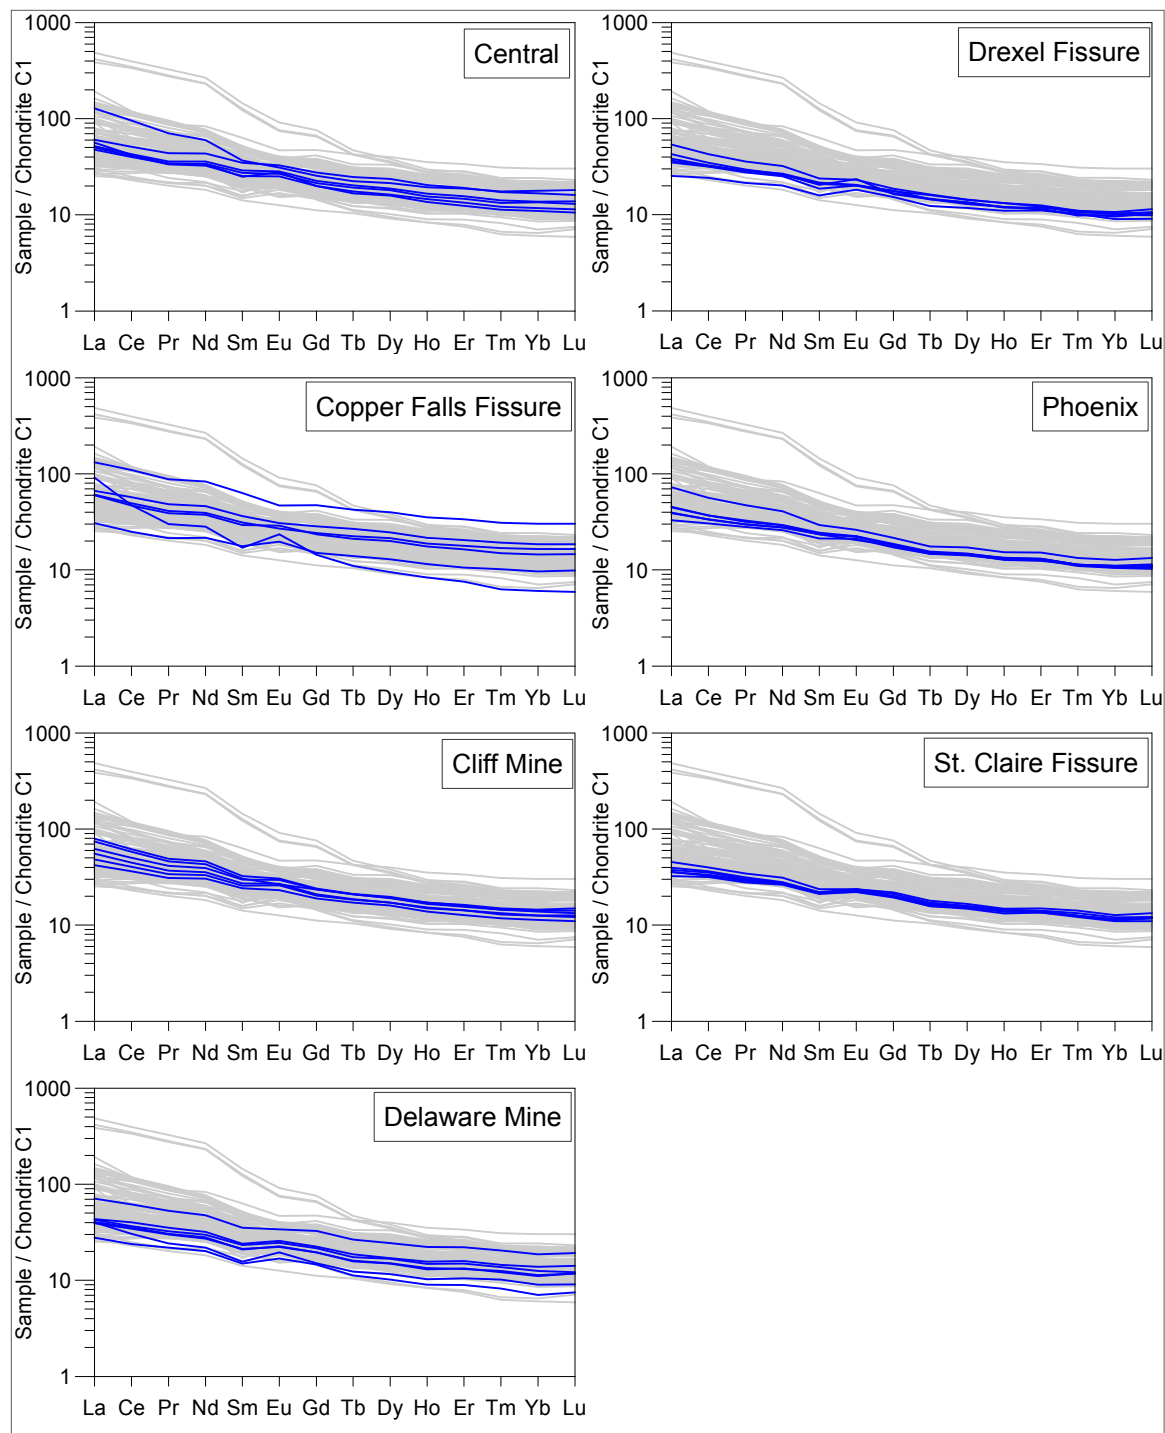 Central
Sample / Chondrite C1
1000
100
10
1
La Ce Pr Nd Sm Eu Gd Tb Dy Ho Er Tm Yb Lu
Drexel Fissure
Sample / Chondrite C1
1000
100
10
1
La Ce Pr Nd Sm Eu Gd Tb Dy Ho Er Tm Yb Lu
Copper Falls Fissure
Sample / Chondrite C1
1000
100
10
1
La Ce Pr Nd Sm Eu Gd Tb Dy Ho Er Tm Yb Lu
Phoenix
Sample / Chondrite C1
1000
100
10
1
La Ce Pr Nd Sm Eu Gd Tb Dy Ho Er Tm Yb Lu
Cliff Mine
Sample / Chondrite C1
1000
100
10
1
La Ce Pr Nd Sm Eu Gd Tb Dy Ho Er Tm Yb Lu
St. Claire Fissure
Sample / Chondrite C1
1000
100
10
1
La Ce Pr Nd Sm Eu Gd Tb Dy Ho Er Tm Yb Lu
Delaware Mine
Sample / Chondrite C1
1000
100
10
1
La Ce Pr Nd Sm Eu Gd Tb Dy Ho Er Tm Yb Lu